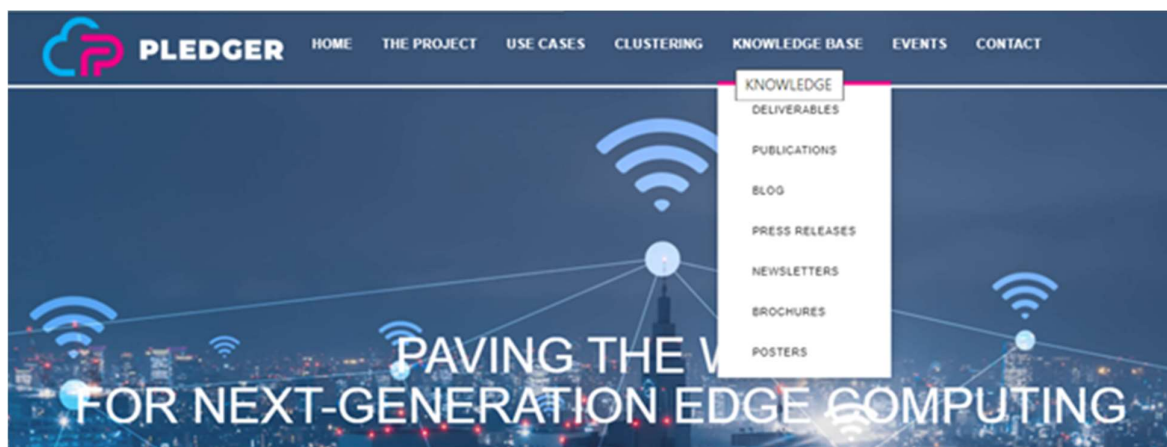 PLEDGER HOME THE PROJECT USE CASES CLUSTERING KNOWLEDGE BASE EVENTS CONTACT
KNOWLEDGE
DELIVERABLES
PUBLICATIONS
BLOG
PRESS RELEASES
NEWSLETTERS
BROCHURES
POSTERS
PAVING THE
FOR NEXT-GENERATION EDGE COMPUTING